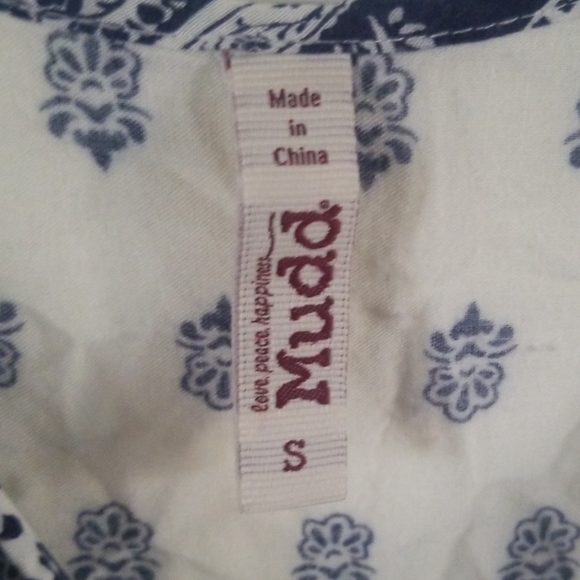 Made
in
China
love, peace, happiness
Mudd®
S